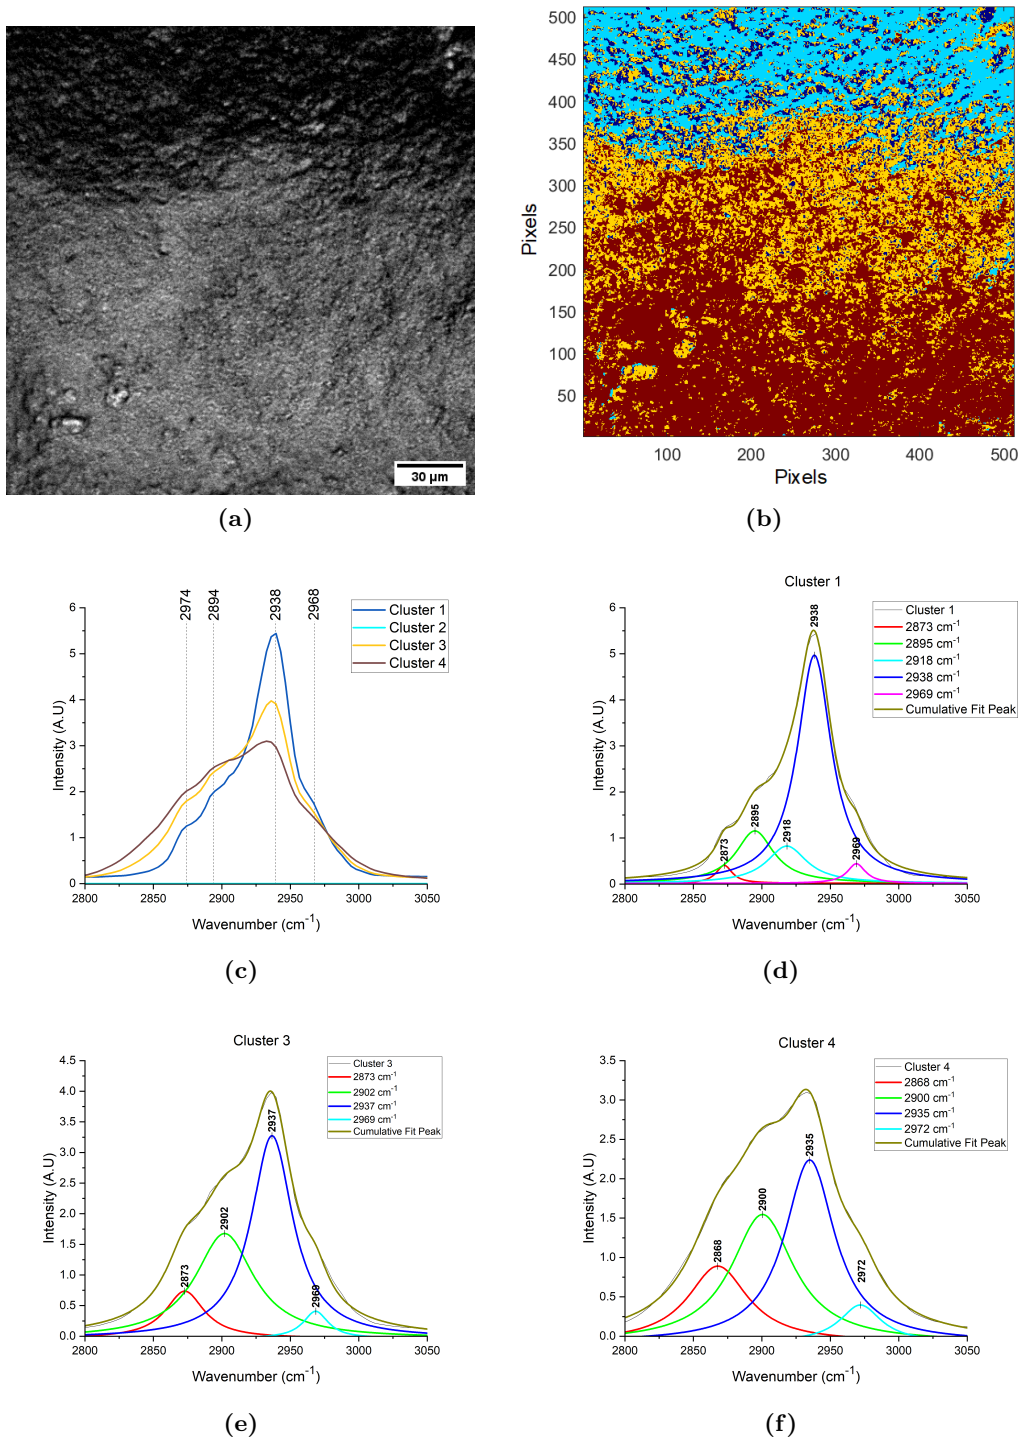 30 µm
(a)
500
450
400
350
300
250
200
150
100
50
Pixels
100
200
300
400
500
Pixels
(b)
2974
2894
2938
2968
Cluster 1
Cluster 2
Cluster 3
Cluster 4
6
5
4
3
2
1
0
Intensity (A.U)
2800
2850
2900
2950
3000
3050
Wavenumber (cm⁻¹)
(c)
Cluster 1
Cluster 1
2873 cm⁻¹
2895 cm⁻¹
2918 cm⁻¹
2938 cm⁻¹
2969 cm⁻¹
Cumulative Fit Peak
2938
2895
2918
2873
2969
6
5
4
3
2
1
0
Intensity (A.U)
2800
2850
2900
2950
3000
3050
Wavenumber (cm⁻¹)
(d)
Cluster 3
Cluster 3
2873 cm⁻¹
2902 cm⁻¹
2937 cm⁻¹
2969 cm⁻¹
Cumulative Fit Peak
2937
2902
2873
2969
4.5
4.0
3.5
3.0
2.5
2.0
1.5
1.0
0.5
0.0
Intensity (A.U)
2800
2850
2900
2950
3000
3050
Wavenumber (cm⁻¹)
(e)
Cluster 4
Cluster 4
2868 cm⁻¹
2900 cm⁻¹
2935 cm⁻¹
2972 cm⁻¹
Cumulative Fit Peak
2935
2900
2868
2972
3.5
3.0
2.5
2.0
1.5
1.0
0.5
0.0
Intensity (A.U)
2800
2850
2900
2950
3000
3050
Wavenumber (cm⁻¹)
(f)